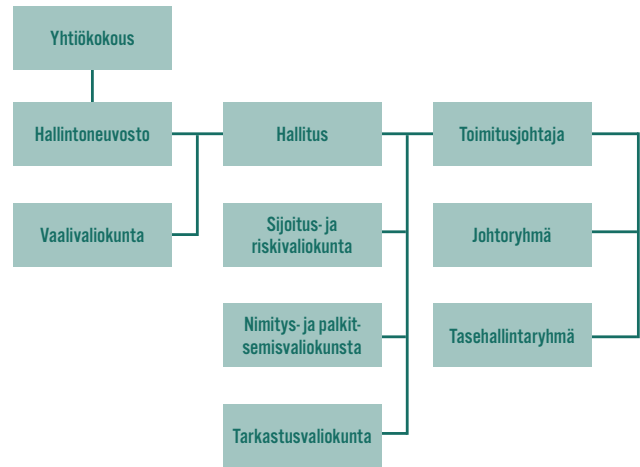 Yhtiökokous
Hallintoneuvosto
Hallitus
Toimitusjohtaja
Vaalivaliokunta
Sijoitus- ja
riskivaliokunta
Johtoryhmä
Nimitys- ja palkit-
semisvaliokunsta
Tasehallintaryhmä
Tarkastusvaliokunta